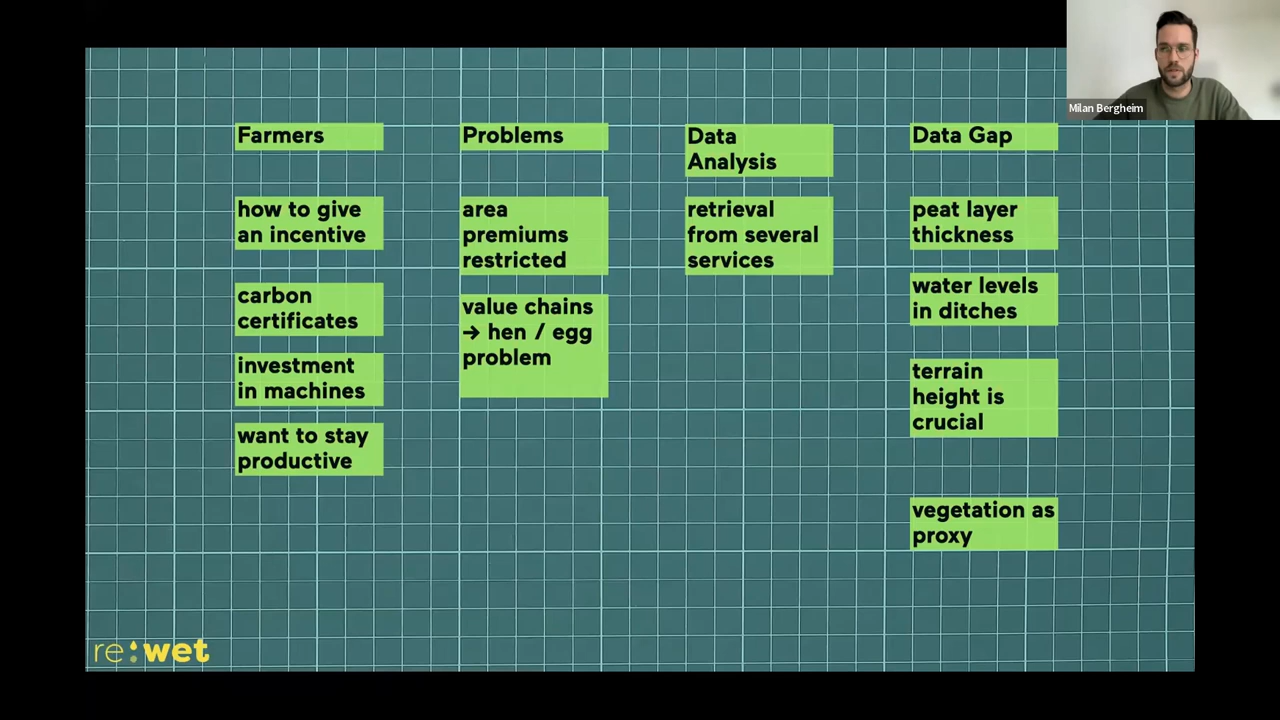 Milan Bergheim
Farmers
how to give
an incentive
carbon
certificates
investment
in machines
want to stay
productive
Problems
area
premiums
restricted
value chains
→ hen / egg
problem
Data
Analysis
retrieval
from several
services
Data Gap
peat layer
thickness
water levels
in ditches
terrain
height is
crucial
vegetation as
proxy
re:wet